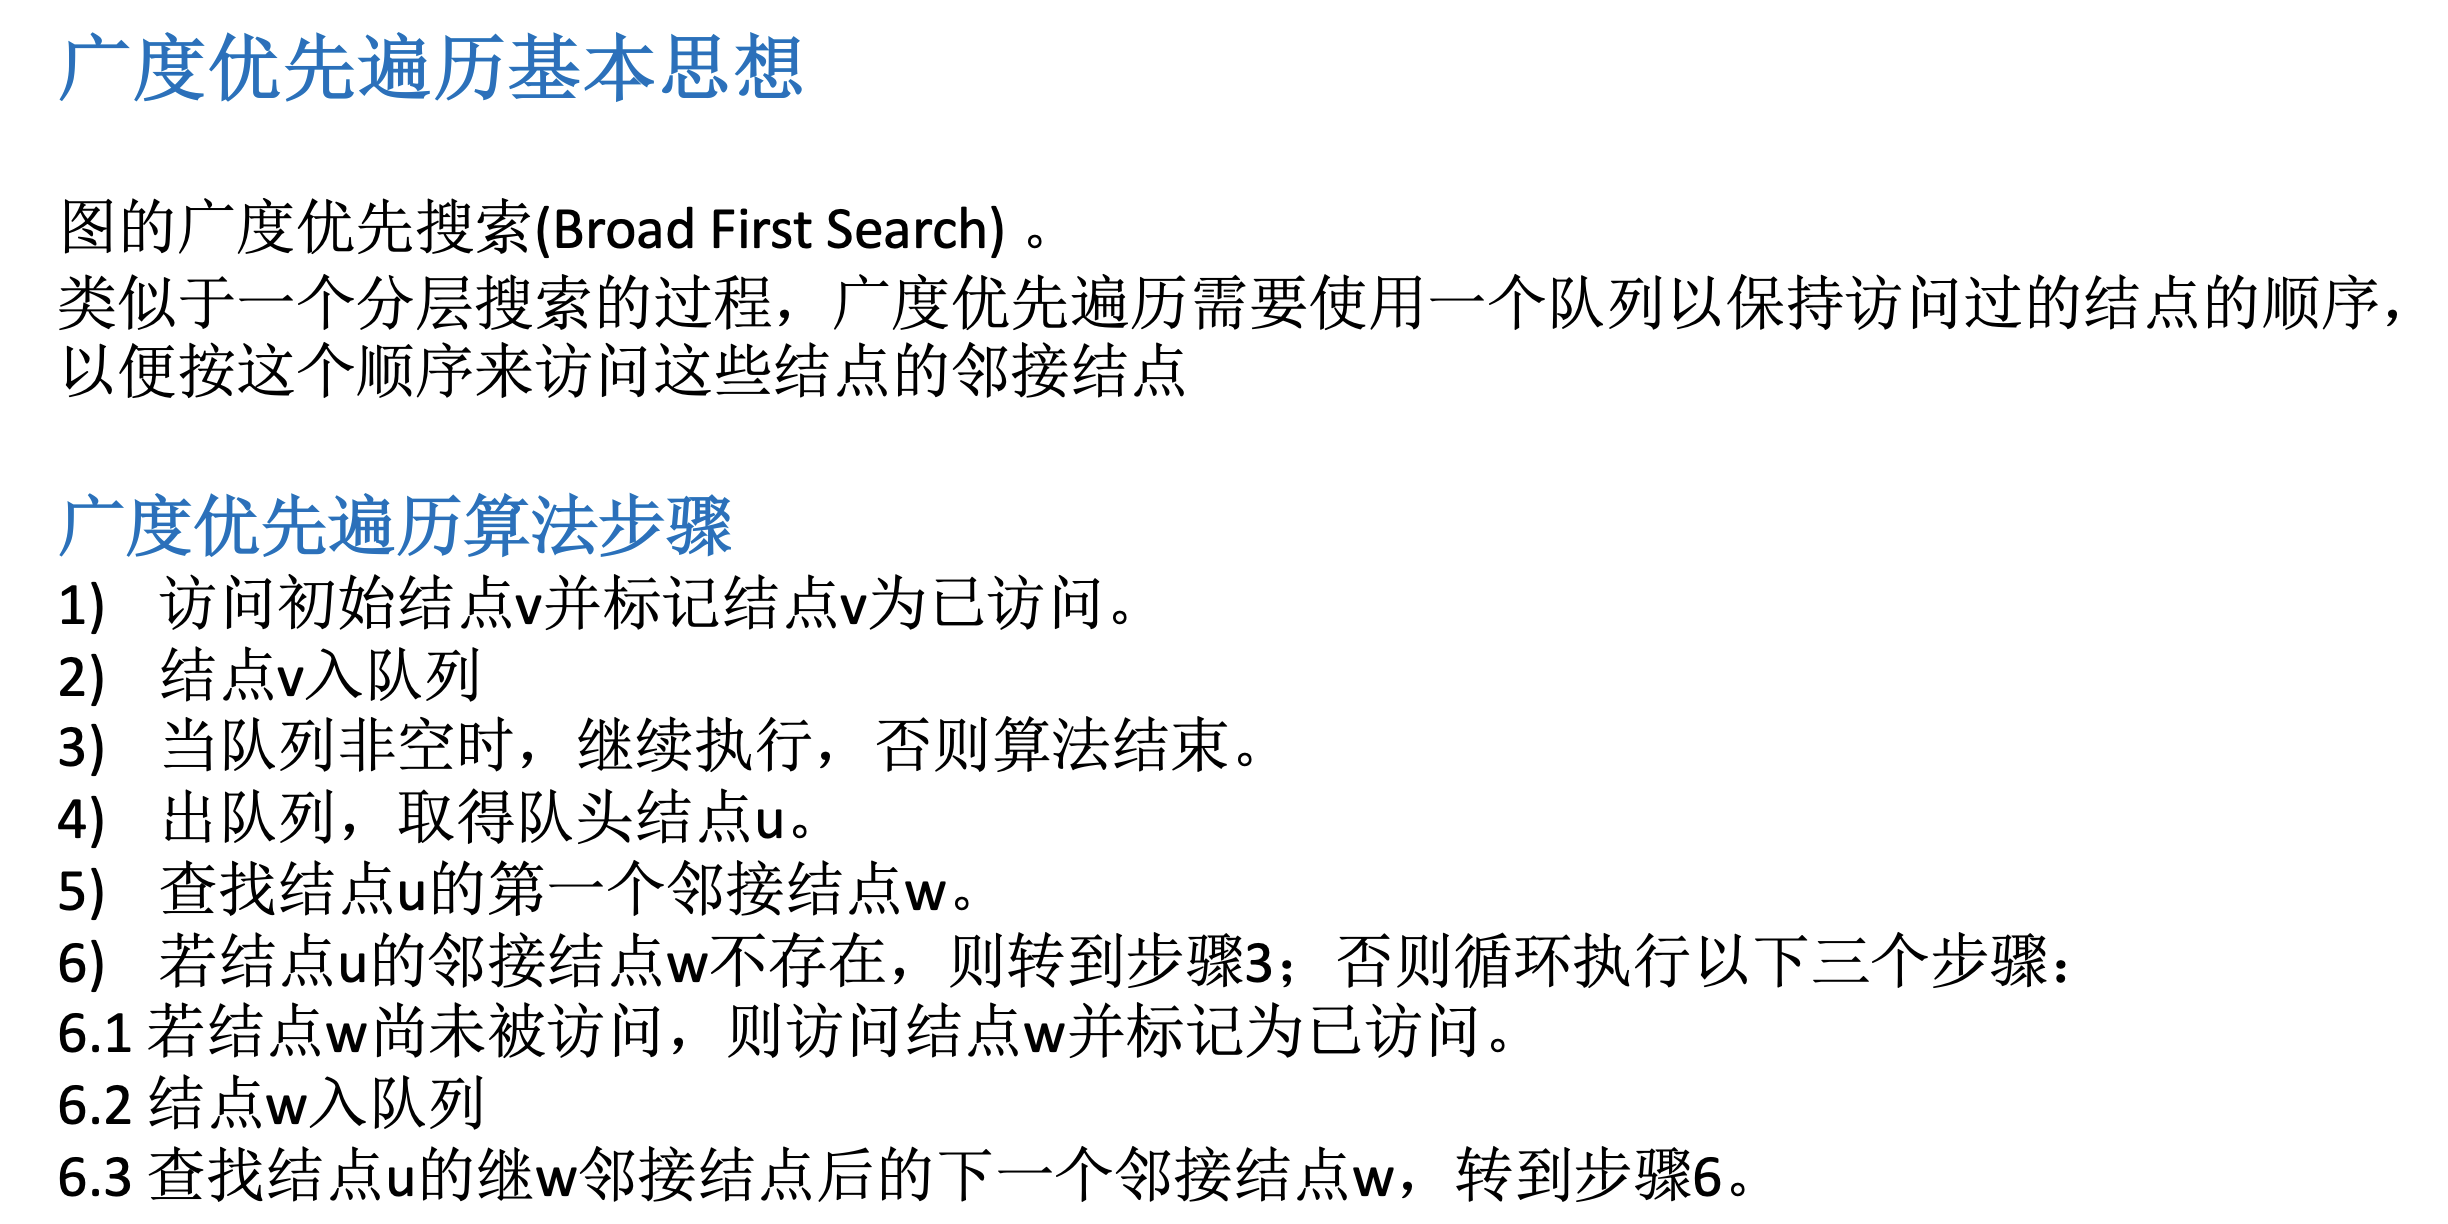 广度优先遍历基本思想
图的广度优先搜索(Broad First Search) 。
类似于一个分层搜索的过程，广度优先遍历需要使用一个队列以保持访问过的结点的顺序，
以便按这个顺序来访问这些结点的邻接结点
广度优先遍历算法步骤
1) 访问初始结点v并标记结点v为已访问。
2) 结点v入队列
3) 当队列非空时，继续执行，否则算法结束。
4) 出队列，取得队头结点u。
5) 查找结点u的第一个邻接结点w。
6) 若结点u的邻接结点w不存在，则转到步骤3；否则循环执行以下三个步骤：
6.1 若结点w尚未被访问，则访问结点w并标记为已访问。
6.2 结点w入队列
6.3 查找结点u的继w邻接结点后的下一个邻接结点w，转到步骤6。